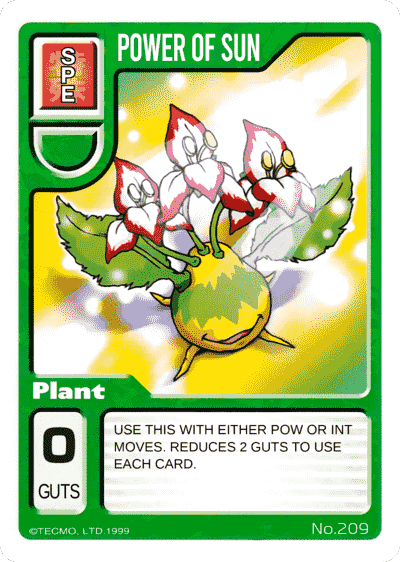 SPE
POWER OF SUN
Plant
0
GUTS
USE THIS WITH EITHER POW OR INT
MOVES. REDUCES 2 GUTS TO USE
EACH CARD.
©TECMO, LTD.1999
No.209